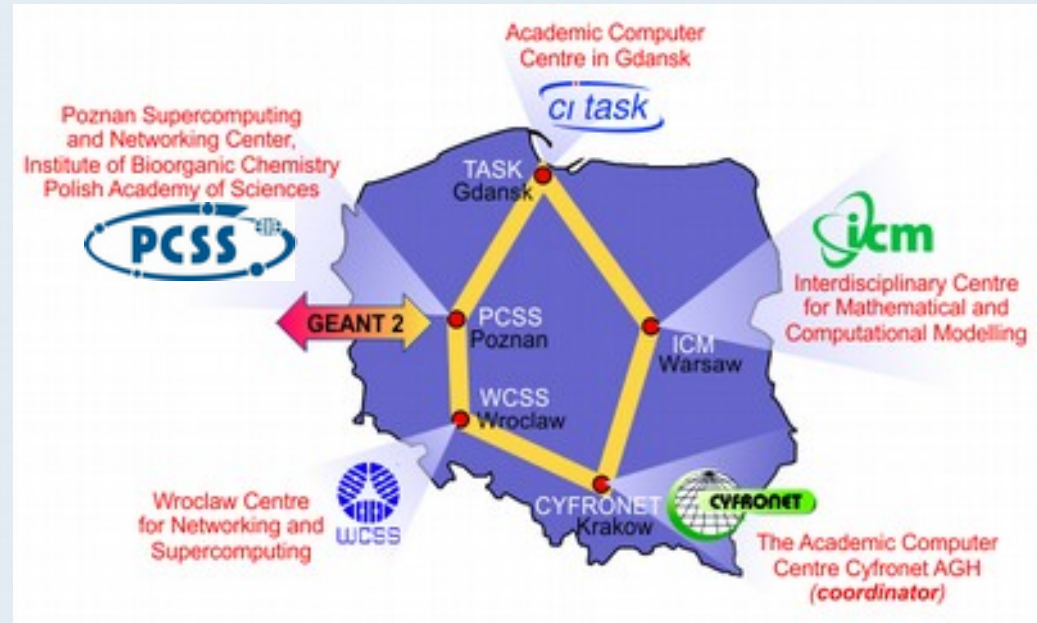 Academic Computer
Centre in Gdansk
ci task
Poznan Supercomputing
and Networking Center,
Institute of Bioorganic Chemistry
Polish Academy of Sciences
PCSS
TASK
Gdansk
icm
Interdisciplinary Centre
for Mathematical and
Computational Modelling
GEANT 2
PCSS
Poznan
ICM
Warsaw
WCSS
Wroclaw
Wroclaw Centre
for Networking and
Supercomputing
WCSS
CYFRONET
Krakow
CYFRONET
The Academic Computer
Centre Cyfronet AGH
(coordinator)